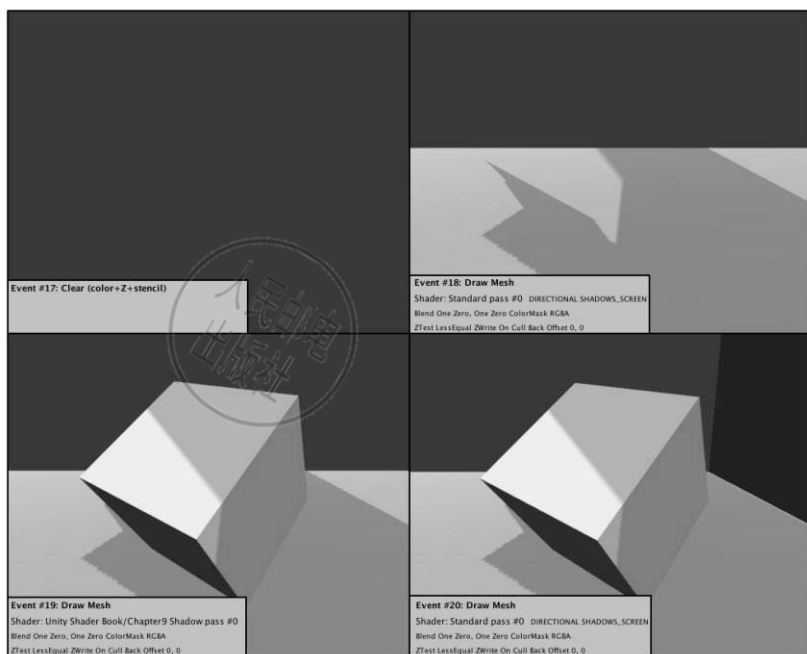 Event #17: Clear (color+Z+stencil)
Event #18: Draw Mesh
Shader: Standard pass #0 DIRECTIONAL SHADOWS_SCREEN
Blend One Zero, One Zero ColorMask RGBA
ZTest LessEqual ZWrite On Cull Back Offset 0, 0
人民邮电
出版社
Event #19: Draw Mesh
Shader: Unity Shader Book/Chapter9 Shadow pass #0
Blend One Zero, One Zero ColorMask RGBA
ZTest LessEqual ZWrite On Cull Back Offset 0, 0
Event #20: Draw Mesh
Shader: Standard pass #0 DIRECTIONAL SHADOWS_SCREEN
Blend One Zero, One Zero ColorMask RGBA
ZTest LessEqual ZWrite On Cull Back Offset 0, 0